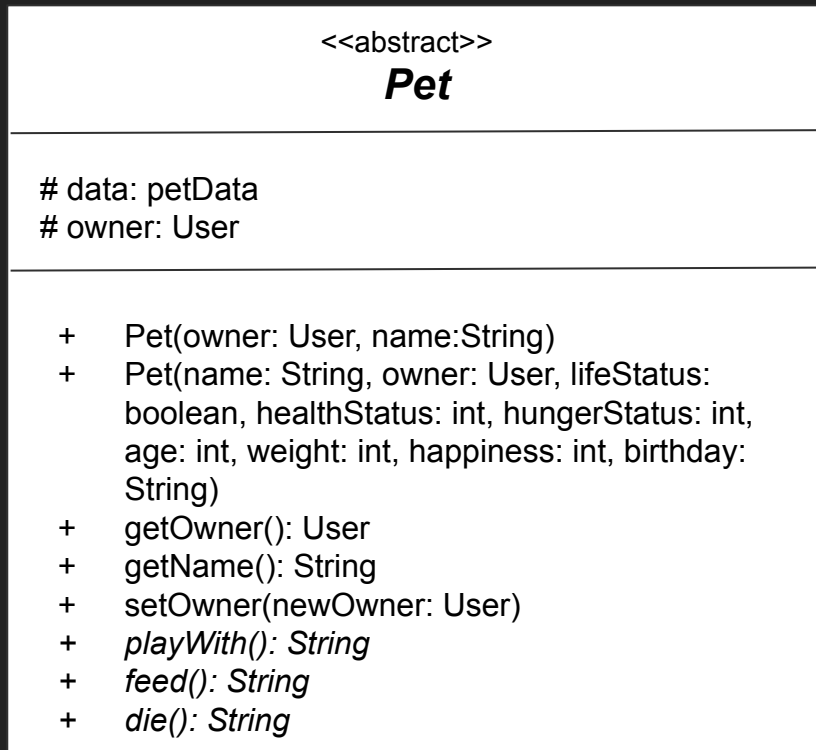 <<abstract>>
Pet
# data: petData
# owner: User
+ Pet(owner: User, name:String)
+ Pet(name: String, owner: User, lifeStatus:
boolean, healthStatus: int, hungerStatus: int,
age: int, weight: int, happiness: int, birthday:
String)
+ getOwner(): User
+ getName(): String
+ setOwner(newOwner: User)
+ playWith(): String
+ feed(): String
+ die(): String